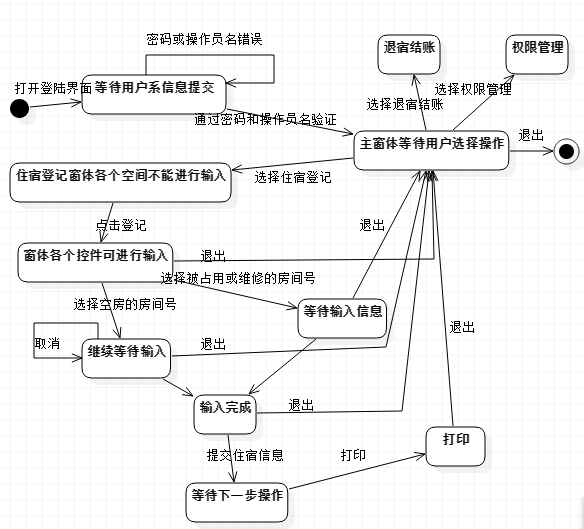 密码或操作员名错误
退宿结账
权限管理
打开登陆界面
等待用户系信息提交
选择权限管理
选择退宿结账
通过密码和操作员名验证
主窗体等待用户选择操作
退出
住宿登记窗体各个空间不能进行输入
选择住宿登记
点击登记
退出
窗体各个控件可进行输入
退出
选择被占用或维修的房间号
选择空房的房间号
等待输入信息
退出
取消
继续等待输入
退出
输入完成
退出
打印
提交住宿信息
打印
等待下一步操作